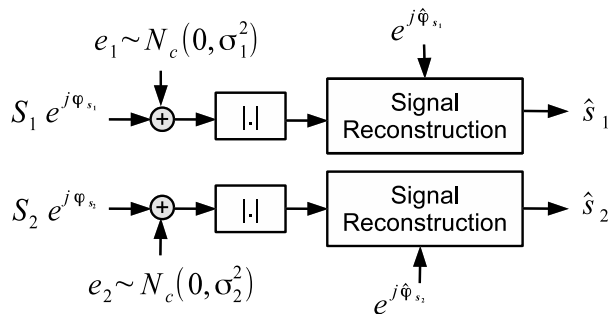 e₁ ~ N_c(0, σ₁²)
e^{jφ̂_{s₁}}
S₁ e^{jφ_{s₁}}
+
|.|
Signal
Reconstruction
ŝ₁
S₂ e^{jφ_{s₂}}
+
|.|
Signal
Reconstruction
ŝ₂
e₂ ~ N_c(0, σ₂²)
e^{jφ̂_{s₂}}